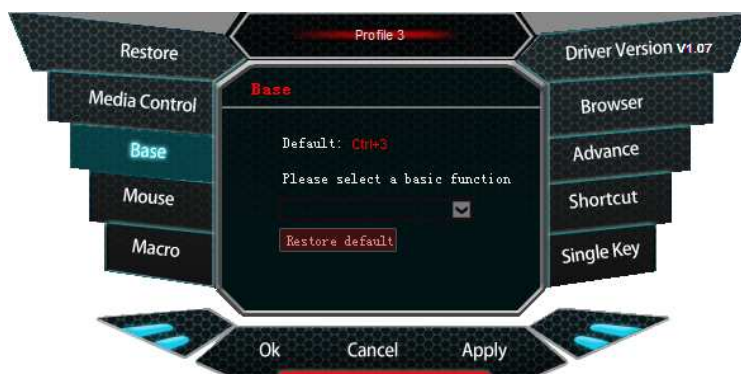 Profile 3
Restore
Driver Version V1.07
Media Control
Base
Browser
Base
Default: Ctrl+3
Advance
Please select a basic function
Mouse
Shortcut
Restore default
Macro
Single Key
Ok
Cancel
Apply